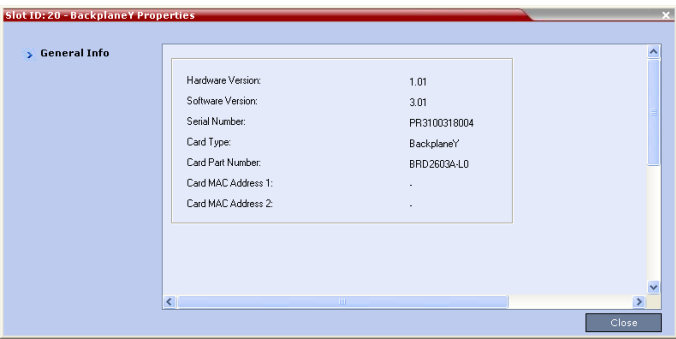 Slot ID: 20 - BackplaneY Properties
General Info
Hardware Version: 1.01
Software Version: 3.01
Serial Number: PR3100318004
Card Type: BackplaneY
Card Part Number: BRD2603A-L0
Card MAC Address 1: -
Card MAC Address 2: -
Close